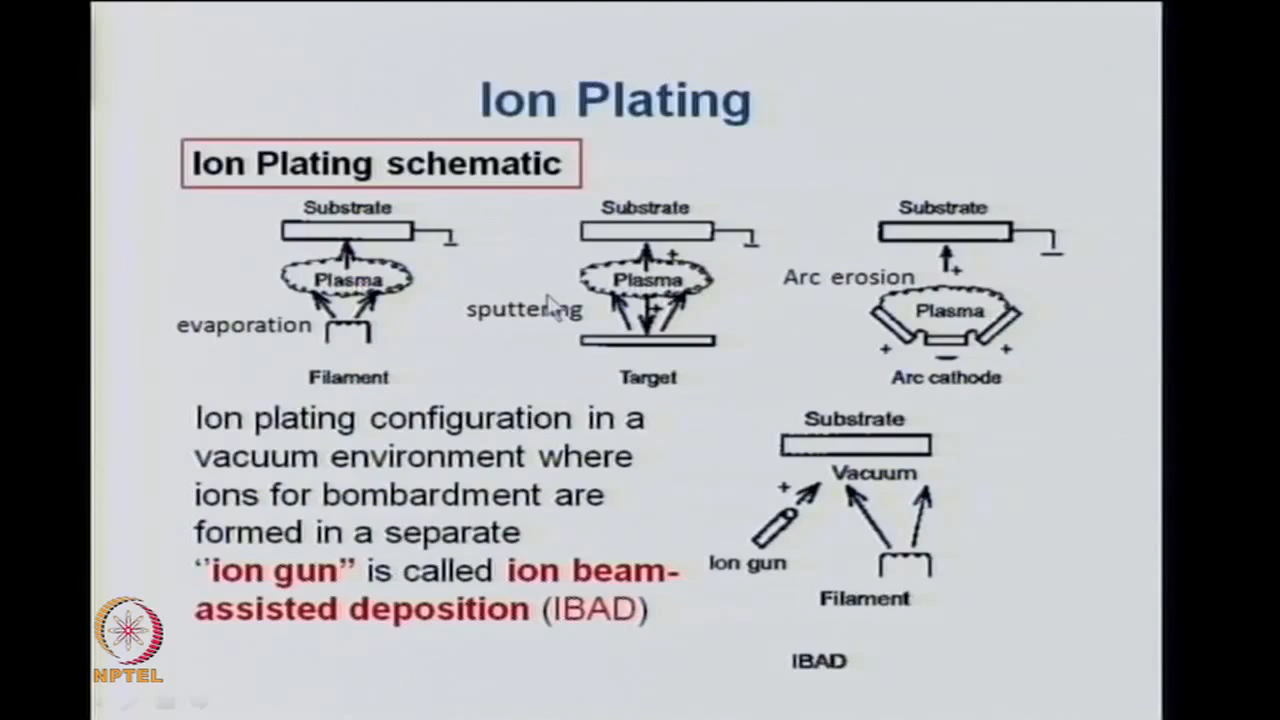 Ion Plating
Ion Plating schematic
Substrate
Plasma
evaporation
Filament
Substrate
+
Plasma
sputtering
+
Target
Substrate
Arc erosion
+
Plasma
+ - +
Arc cathode
Ion plating configuration in a
vacuum environment where
ions for bombardment are
formed in a separate
‘'ion gun” is called ion beam-
assisted deposition (IBAD)
Substrate
Vacuum
+
Ion gun
Filament
IBAD
NPTEL